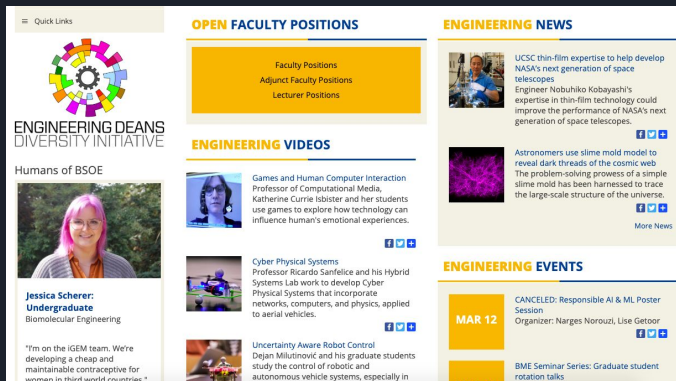 ≡ Quick Links
ENGINEERING DEANS
DIVERSITY INITIATIVE
Humans of BSOE
Jessica Scherer:
Undergraduate
Biomolecular Engineering
"I'm on the iGEM team. We're
developing a cheap and
maintainable contraceptive for
women in third world countries."
OPEN FACULTY POSITIONS
Faculty Positions
Adjunct Faculty Positions
Lecturer Positions
ENGINEERING VIDEOS
Games and Human Computer Interaction
Professor of Computational Media,
Katherine Currie Isbister and her students
use games to explore how technology can
influence human's emotional experiences.
Cyber Physical Systems
Professor Ricardo Sanfelice and his Hybrid
Systems Lab work to develop Cyber
Physical Systems that incorporate
networks, computers, and physics, applied
to aerial vehicles.
Uncertainty Aware Robot Control
Dejan Milutinović and his graduate students
study the control of robotic and
autonomous vehicle systems, especially in
ENGINEERING NEWS
UCSC thin-film expertise to help develop
NASA's next generation of space
telescopes
Engineer Nobuhiko Kobayashi's
expertise in thin-film technology could
improve the performance of NASA's next
generation of space telescopes.
Astronomers use slime mold model to
reveal dark threads of the cosmic web
The problem-solving prowess of a simple
slime mold has been harnessed to trace
the large-scale structure of the universe.
More News
ENGINEERING EVENTS
MAR 12
CANCELED: Responsible AI & ML Poster
Session
Organizer: Narges Norouzi, Lise Getoor
BME Seminar Series: Graduate student
rotation talks